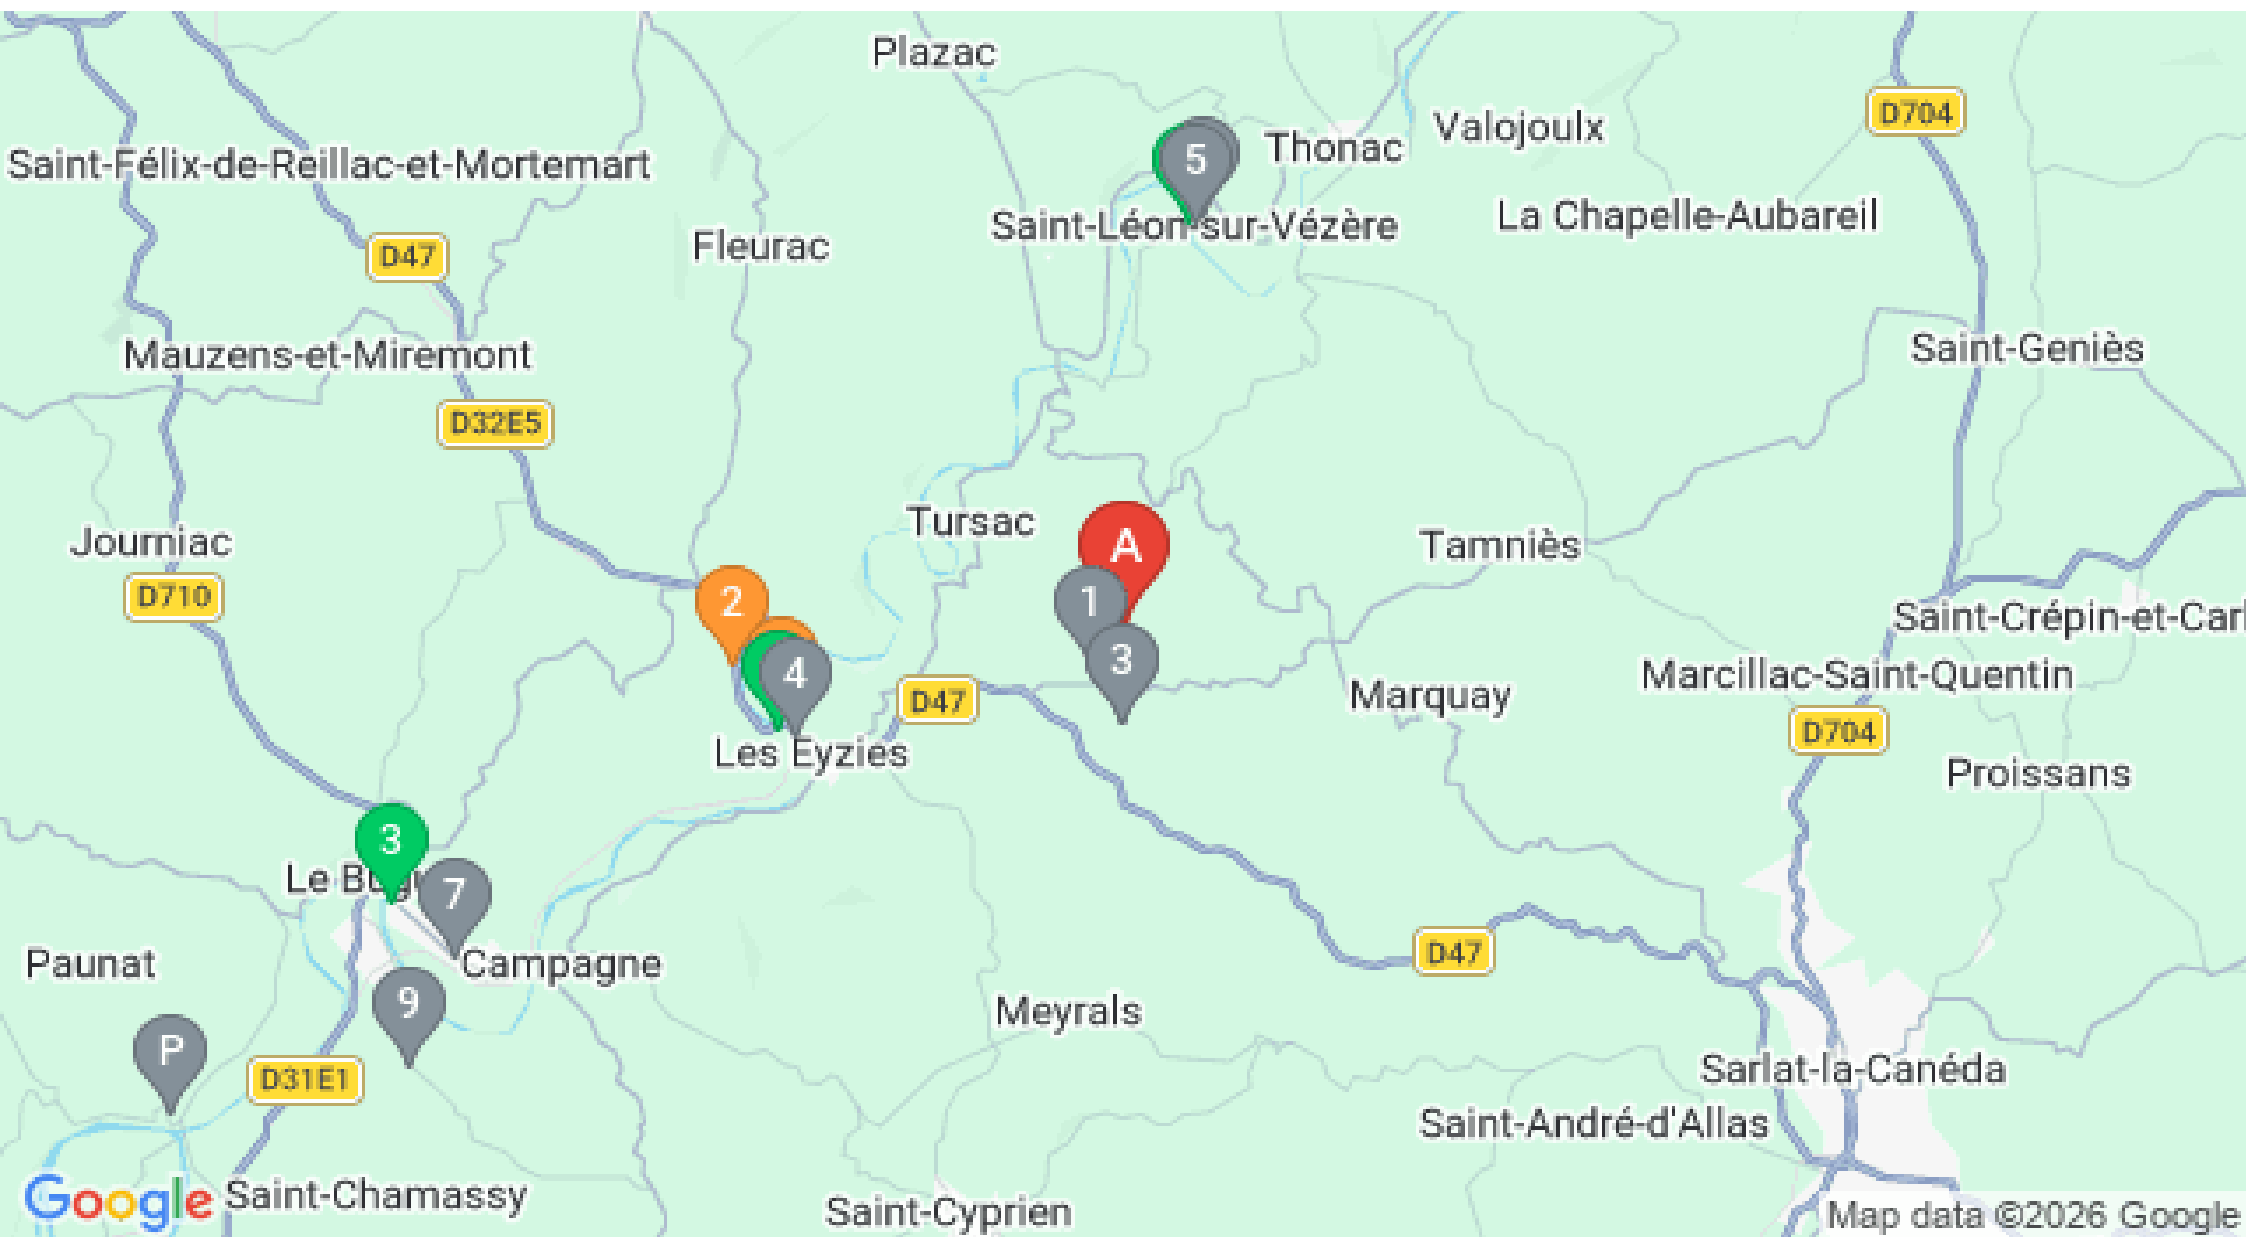 Plazac
Valojoulx
D704
Thonac
5
Saint-Félix-de-Reillac-et-Mortemart
La Chapelle-Aubareil
Saint-Léon-sur-Vézère
Fleurac
D47
Saint-Geniès
Mauzens-et-Miremont
D32E5
Tursac
Journiac
A
Tamniès
D710
2
1
Saint-Crépin-et-Carl
3
4
Marcillac-Saint-Quentin
Marquay
D47
D704
Les Eyzies
Proissans
3
Le Bugu
7
D47
Paunat
Campagne
9
Meyrals
P
D31E1
Sarlat-la-Canéda
Saint-André-d'Allas
Google
Saint-Chamassy
Saint-Cyprien
Map data ©2026 Google